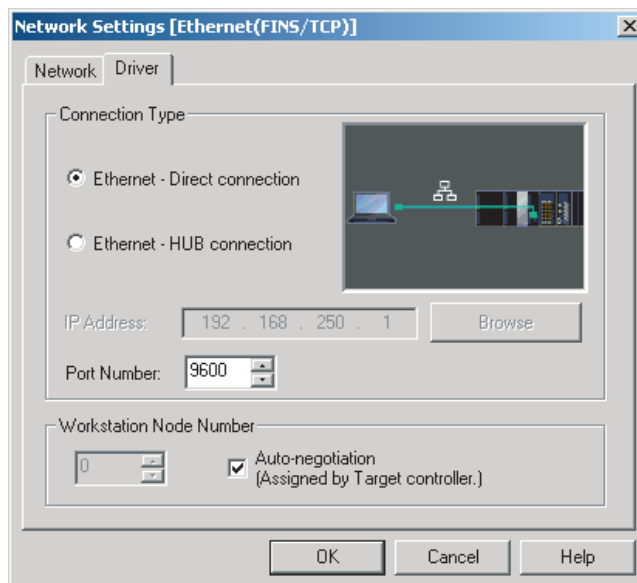 Network Settings [Ethernet(FINS/TCP)]
Network
Driver
Connection Type
Ethernet - Direct connection
Ethernet - HUB connection
IP Address:
192 . 168 . 250 . 1
Browse
Port Number:
9600
Workstation Node Number
0
Auto-negotiation
(Assigned by Target controller.)
OK
Cancel
Help